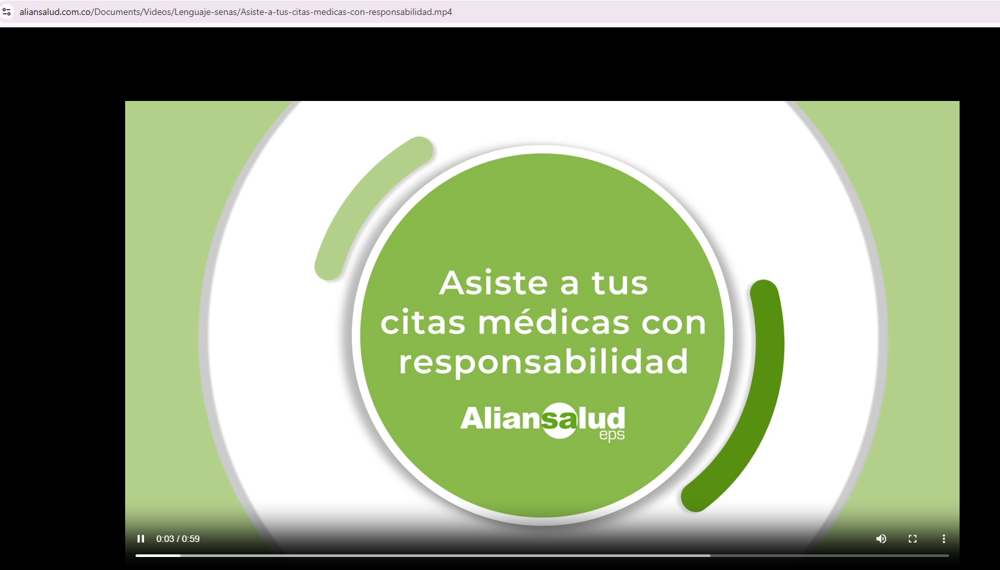 aliansalud.com.co/Documents/Videos/Lenguaje-senas/Asiste-a-tus-citas-medicas-con-responsabilidad.mp4
Asiste a tus
citas médicas con
responsabilidad
Aliansalud
eps
0:03 / 0:59